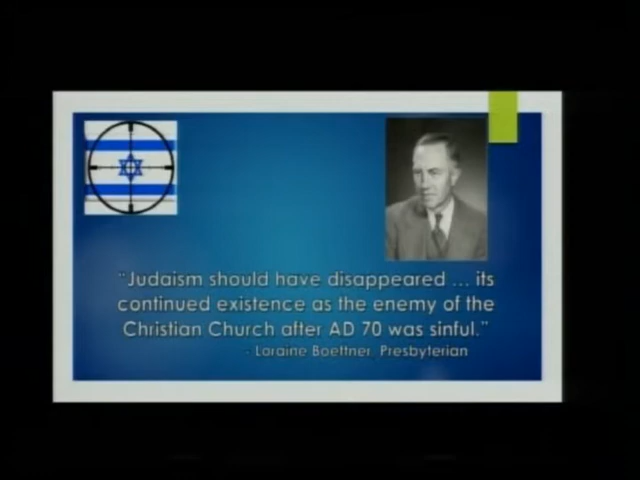 "Judaism should have disappeared ... its
continued existence as the enemy of the
Christian Church after AD 70 was sinful."
- Loraine Boettner, Presbyterian